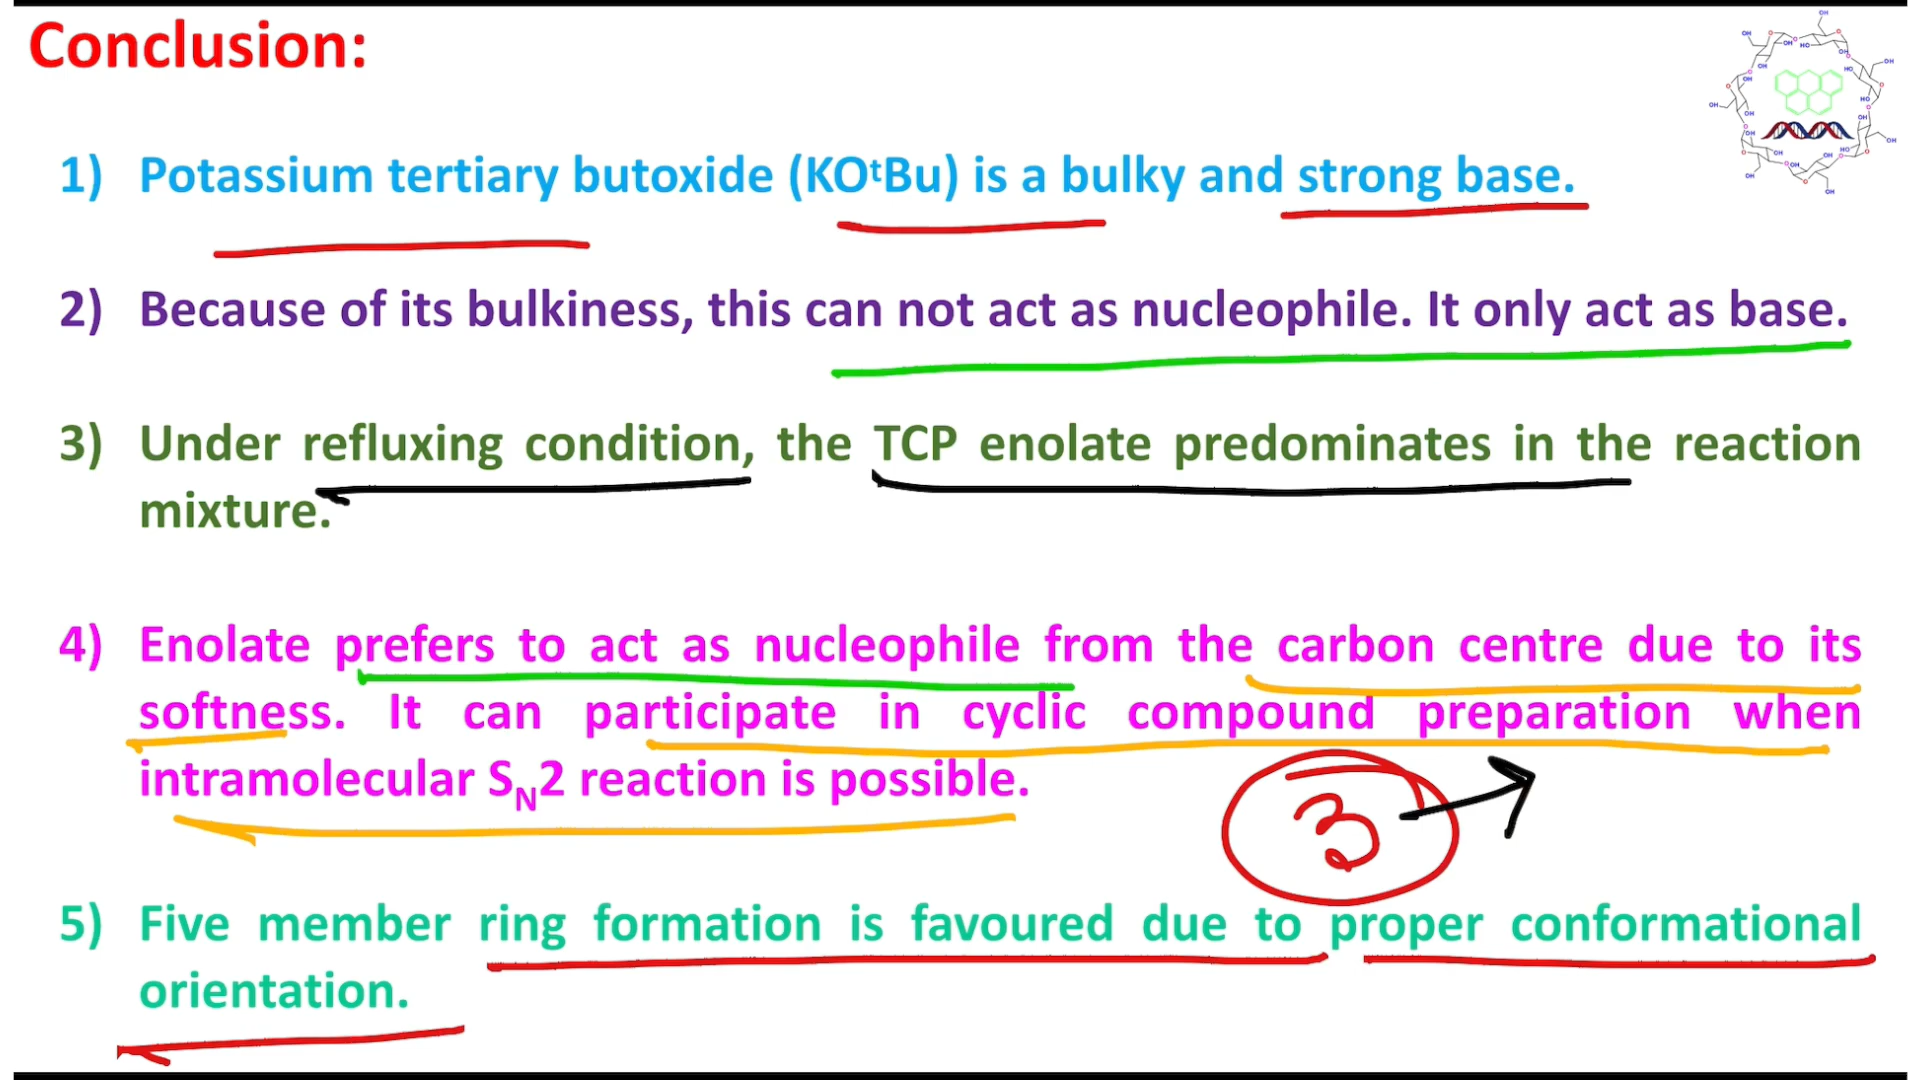 Conclusion:
1) Potassium tertiary butoxide (KOᵗBu) is a bulky and strong base.
2) Because of its bulkiness, this can not act as nucleophile. It only act as base.
3) Under refluxing condition, the TCP enolate predominates in the reaction
mixture.
4) Enolate prefers to act as nucleophile from the carbon centre due to its
softness. It can participate in cyclic compound preparation when
intramolecular Sₙ2 reaction is possible.
3
5) Five member ring formation is favoured due to proper conformational
orientation.